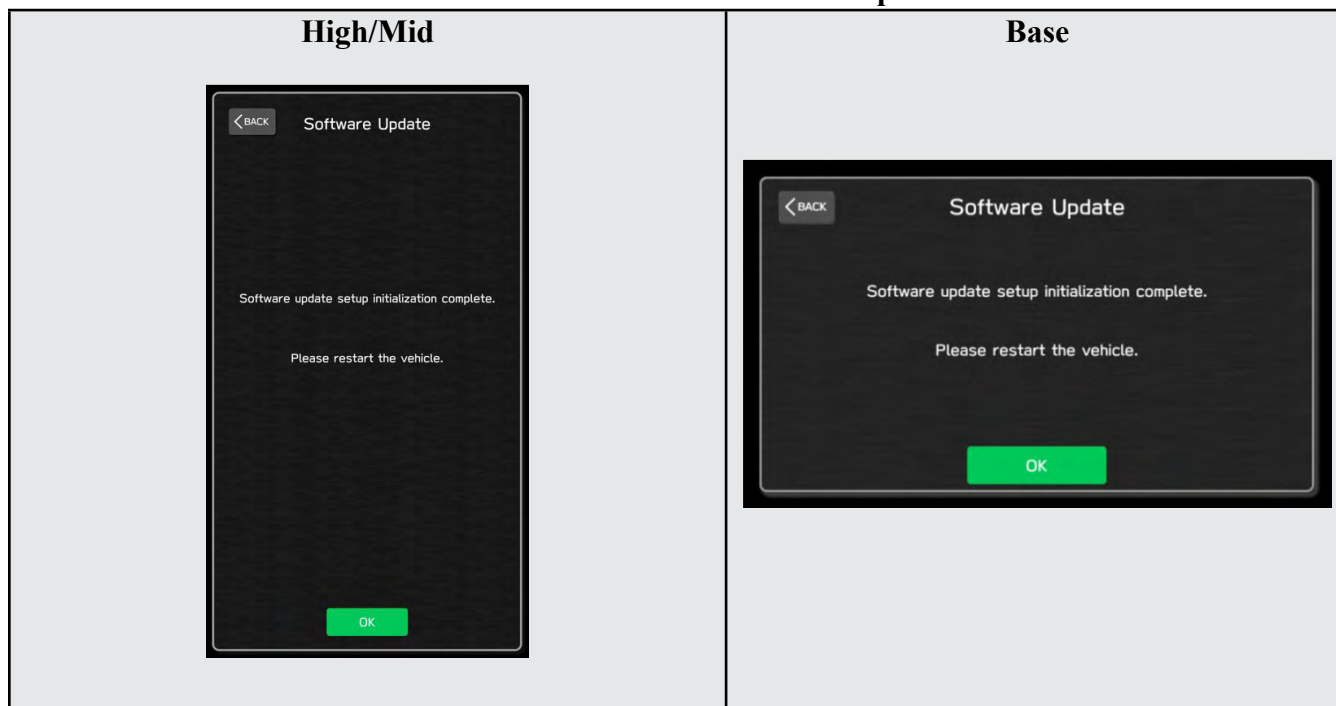 High/Mid
Base
BACK
Software Update
Software update setup initialization complete.
Please restart the vehicle.
OK
BACK
Software Update
Software update setup initialization complete.
Please restart the vehicle.
OK